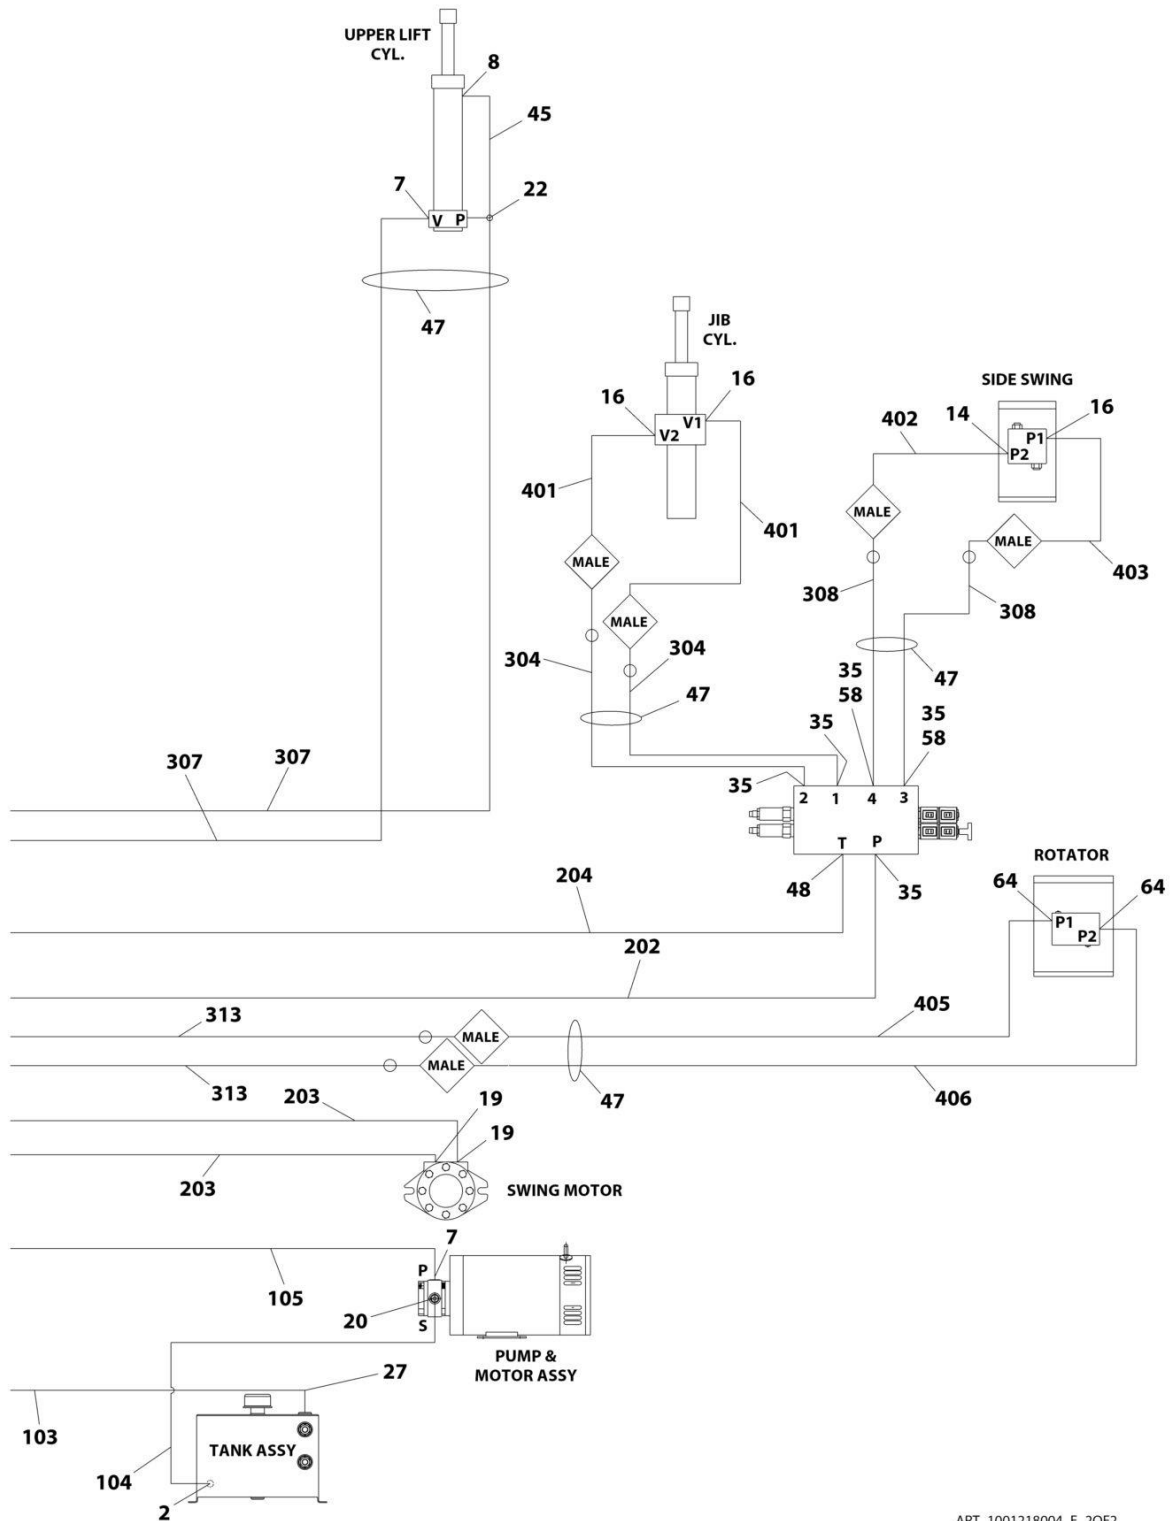 UPPER LIFT
CYL.
8
45
7
22
V P
47
JIB
CYL.
16
16
V1
V2
SIDE SWING
14
16
402
P1
P2
401
MALE
401
MALE
MALE
MALE
403
308
308
304
304
47
47
35
58
35
58
35
35
307
307
2 1 4 3
T P
ROTATOR
204
48
35
64
64
P1
P2
202
313
MALE
405
MALE
313
47
406
203
19
19
203
SWING MOTOR
7
P
105
20
S
PUMP &
MOTOR ASSY
27
103
TANK ASSY
104
2
ART_1001218004_E_2OF2